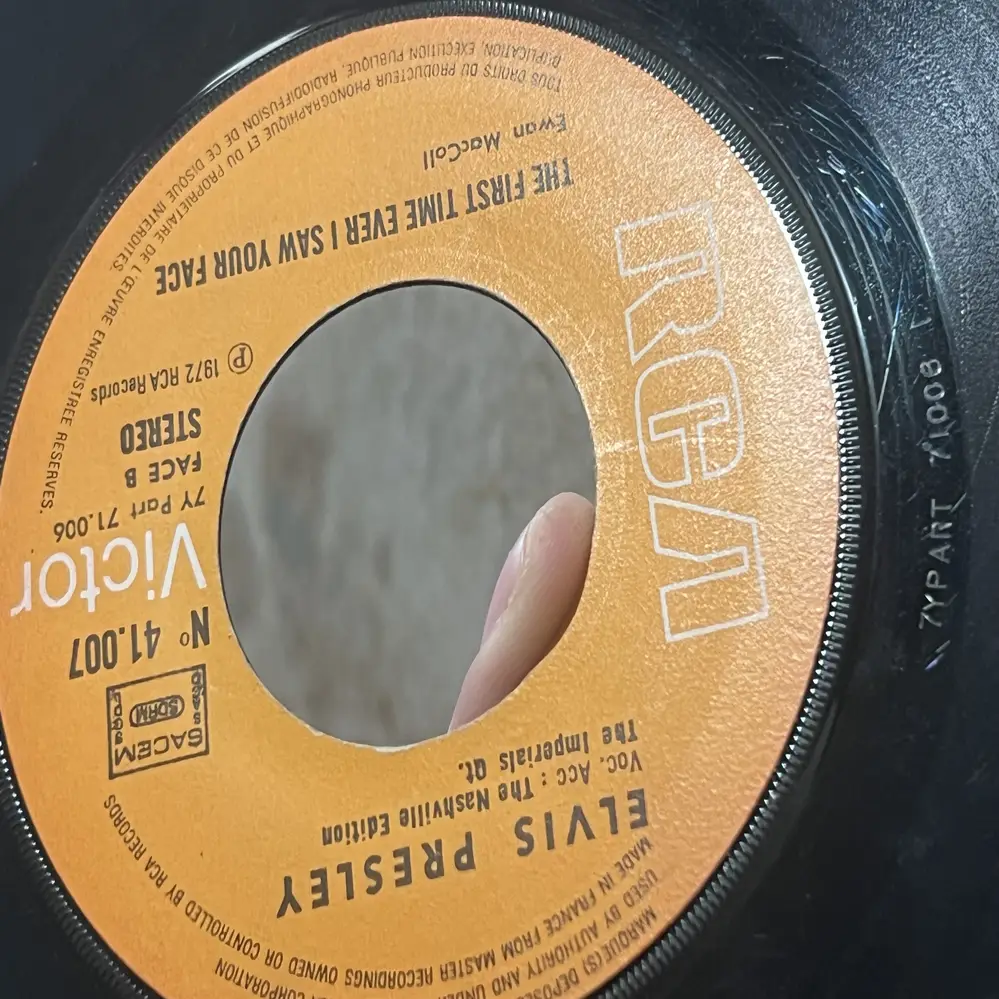 TOUS DROITS DU PRODUCTEUR PHONOGRAPHIQUE ET DU PROPRIETAIRE DE L'ŒUVRE ENREGISTREE RESERVES.
DUPLICATION, EXECUTION PUBLIQUE, RADIODIFFUSION DE CE DISQUE INTERDITES.
Ewan MacColl
THE FIRST TIME EVER I SAW YOUR FACE
RCA
Ⓟ 1972 RCA Records
STEREO
FACE B
7Y Part 71.006
Victor
N° 41.007
SACEM
SDRM
ELVIS PRESLEY
Voc. Acc : The Nashville Edition
The Imperials Qt.
MADE IN FRANCE FROM MASTER RECORDINGS OWNED OR CONTROLLED BY RCA RECORDS
USED BY AUTHORITY AND
MARQUE(S)
CORPORATION
7YPART 71006